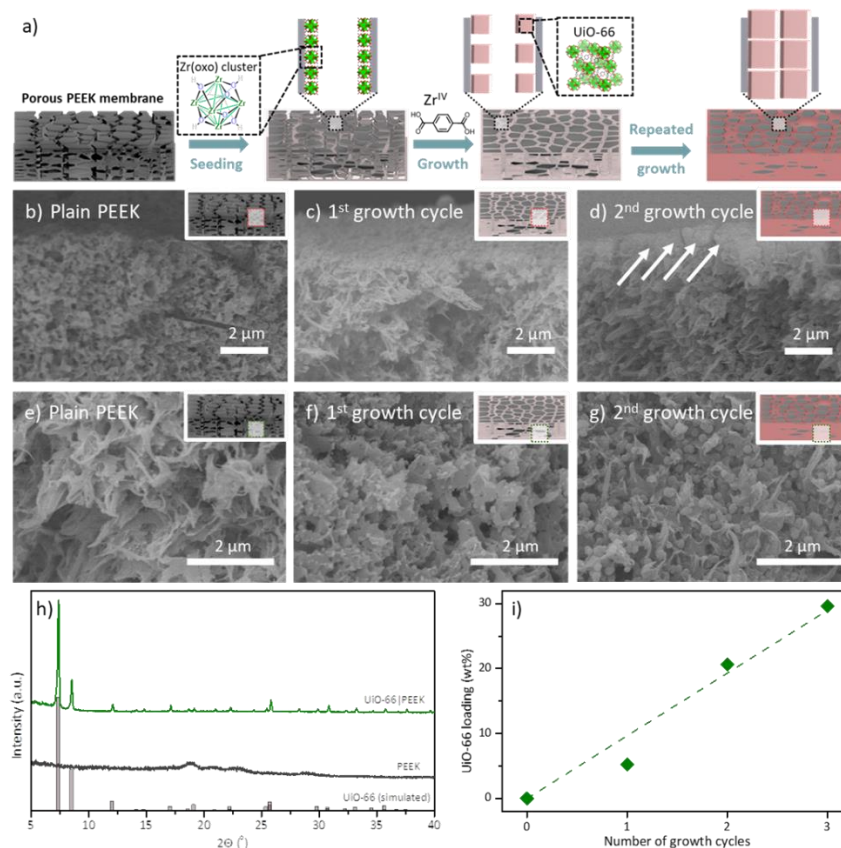 a)
Zr(oxo) cluster
UiO-66
Porous PEEK membrane
Zr^IV
HO
O
O
OH
Seeding
Growth
Repeated
growth
b) Plain PEEK
2 μm
c) 1st growth cycle
2 μm
d) 2nd growth cycle
2 μm
e) Plain PEEK
2 μm
f) 1st growth cycle
2 μm
g) 2nd growth cycle
2 μm
h)
Intensity (a.u.)
UiO-66|PEEK
PEEK
UiO-66 (simulated)
5 10 15 20 25 30 35 40
2Θ (°)
i)
UiO-66 loading (wt%)
30
20
10
0
0 1 2 3
Number of growth cycles